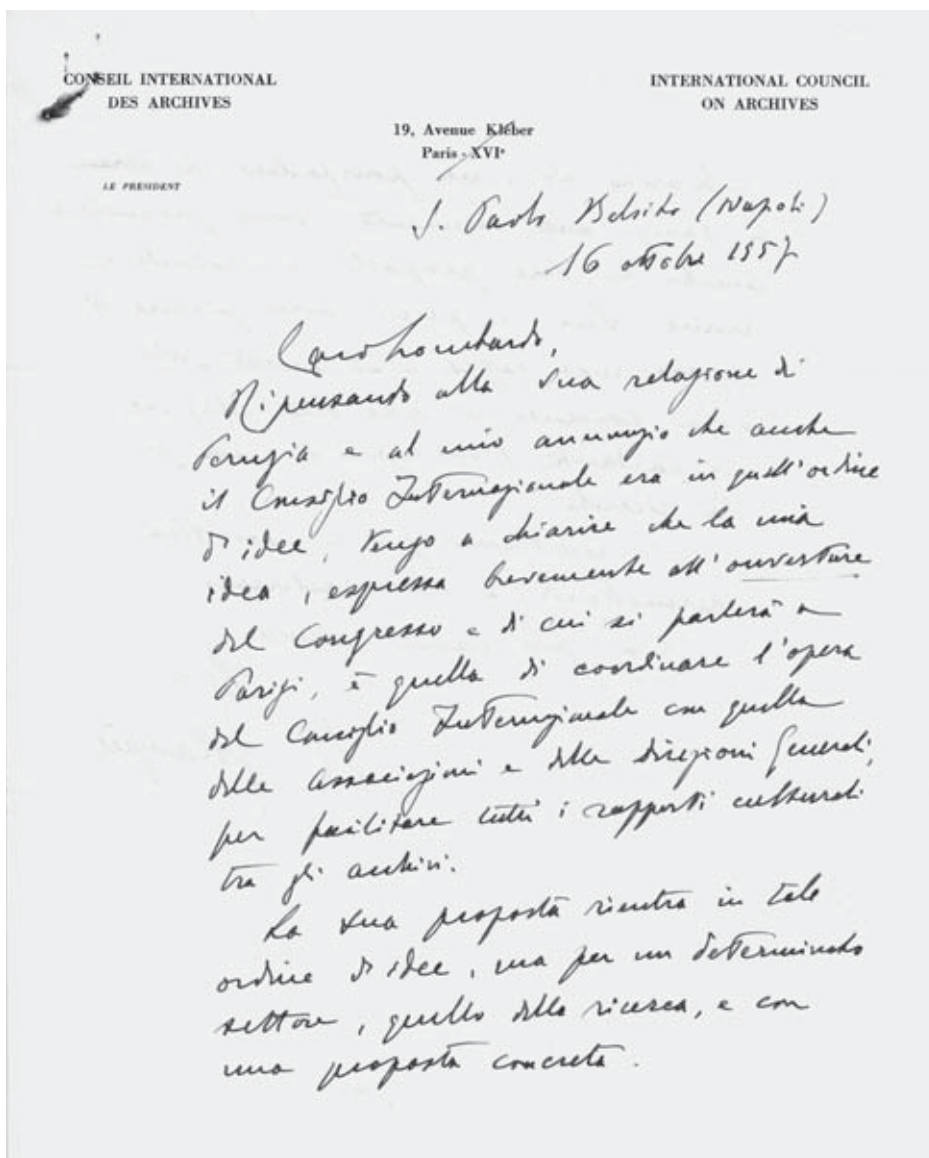 CONSEIL INTERNATIONAL
DES ARCHIVES
INTERNATIONAL COUNCIL
ON ARCHIVES
19, Avenue Kléber
Paris - XVIᵉ
LE PRESIDENT
S. Paolo Belsito (Napoli)
16 ottobre 1957
Caro Lombardo,
Ripensando alla Sua relazione di
Perugia e al mio annunzio che anche
il Consiglio Internazionale era in quell'ordine
di idee, tengo a chiarire che la mia
idea, espressa brevemente all'ouverture
del Congresso e di cui si parlerà a
Parigi, è quella di coordinare l'opera
del Consiglio Internazionale con quella
delle associazioni e delle direzioni Generali,
per facilitare tutti i rapporti culturali
tra gli archivi.
La sua proposta rientra in tale
ordine di idee, ma per un determinato
settore, quello della ricerca, e con
una proposta concreta.